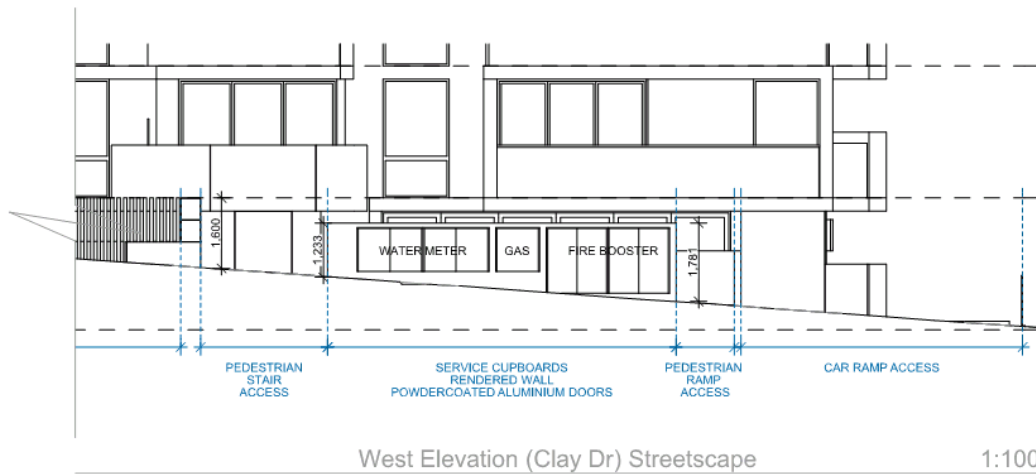 1,600
1,233
WATER METER
GAS
FIRE BOOSTER
1,781
PEDESTRIAN
STAIR
ACCESS
SERVICE CUPBOARDS
RENDERED WALL
POWDERCOATED ALUMINIUM DOORS
PEDESTRIAN
RAMP
ACCESS
CAR RAMP ACCESS
West Elevation (Clay Dr) Streetscape
1:100